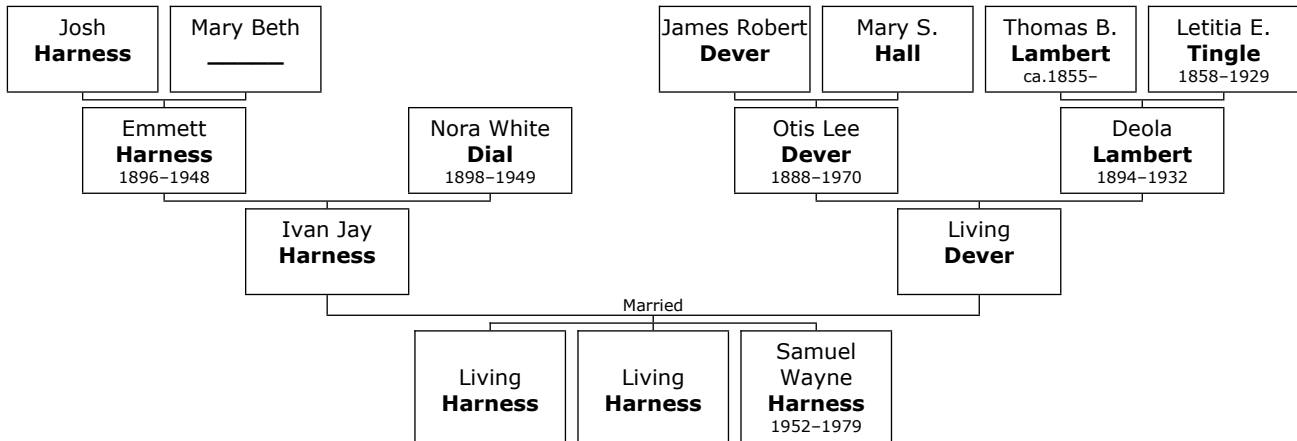 Josh
Harness
Mary Beth
James Robert
Dever
Mary S.
Hall
Thomas B.
Lambert
ca.1855–
Letitia E.
Tingle
1858–1929
Emmett
Harness
1896–1948
Nora White
Dial
1898–1949
Otis Lee
Dever
1888–1970
Deola
Lambert
1894–1932
Ivan Jay
Harness
Living
Dever
Married
Living
Harness
Living
Harness
Samuel
Wayne
Harness
1952–1979